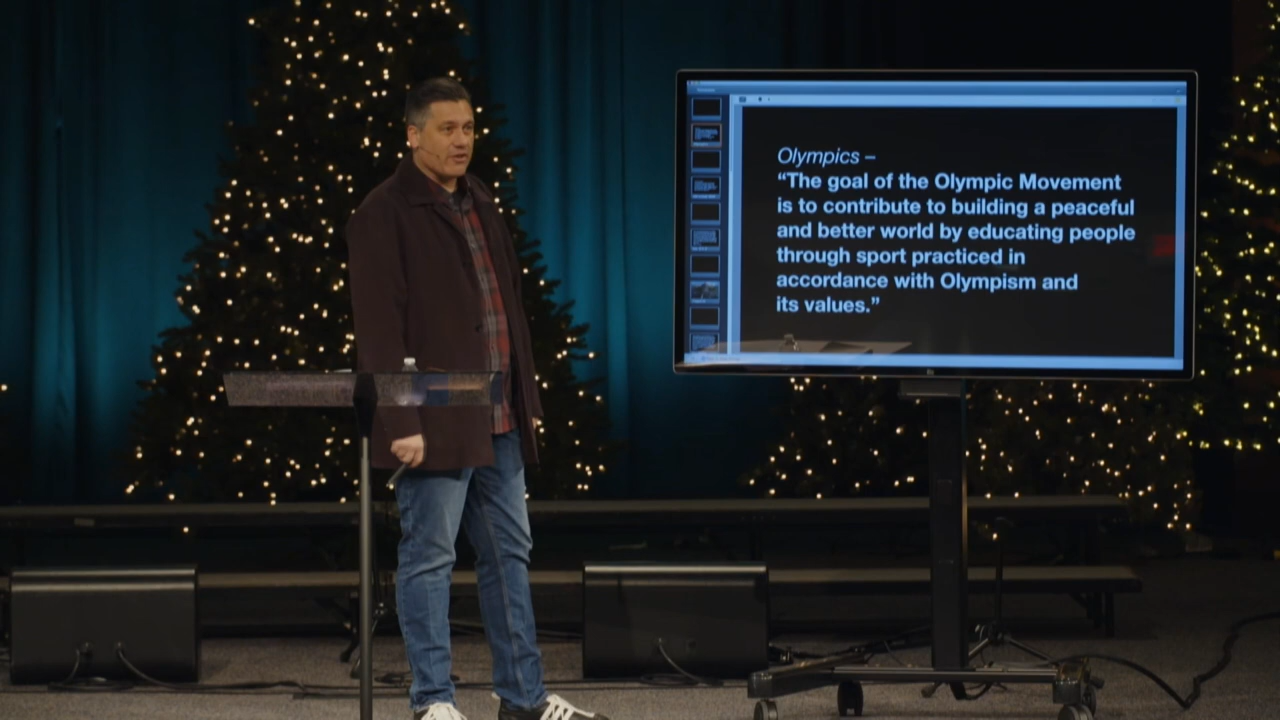 Olympics –
“The goal of the Olympic Movement
is to contribute to building a peaceful
and better world by educating people
through sport practiced in
accordance with Olympism and
its values.”